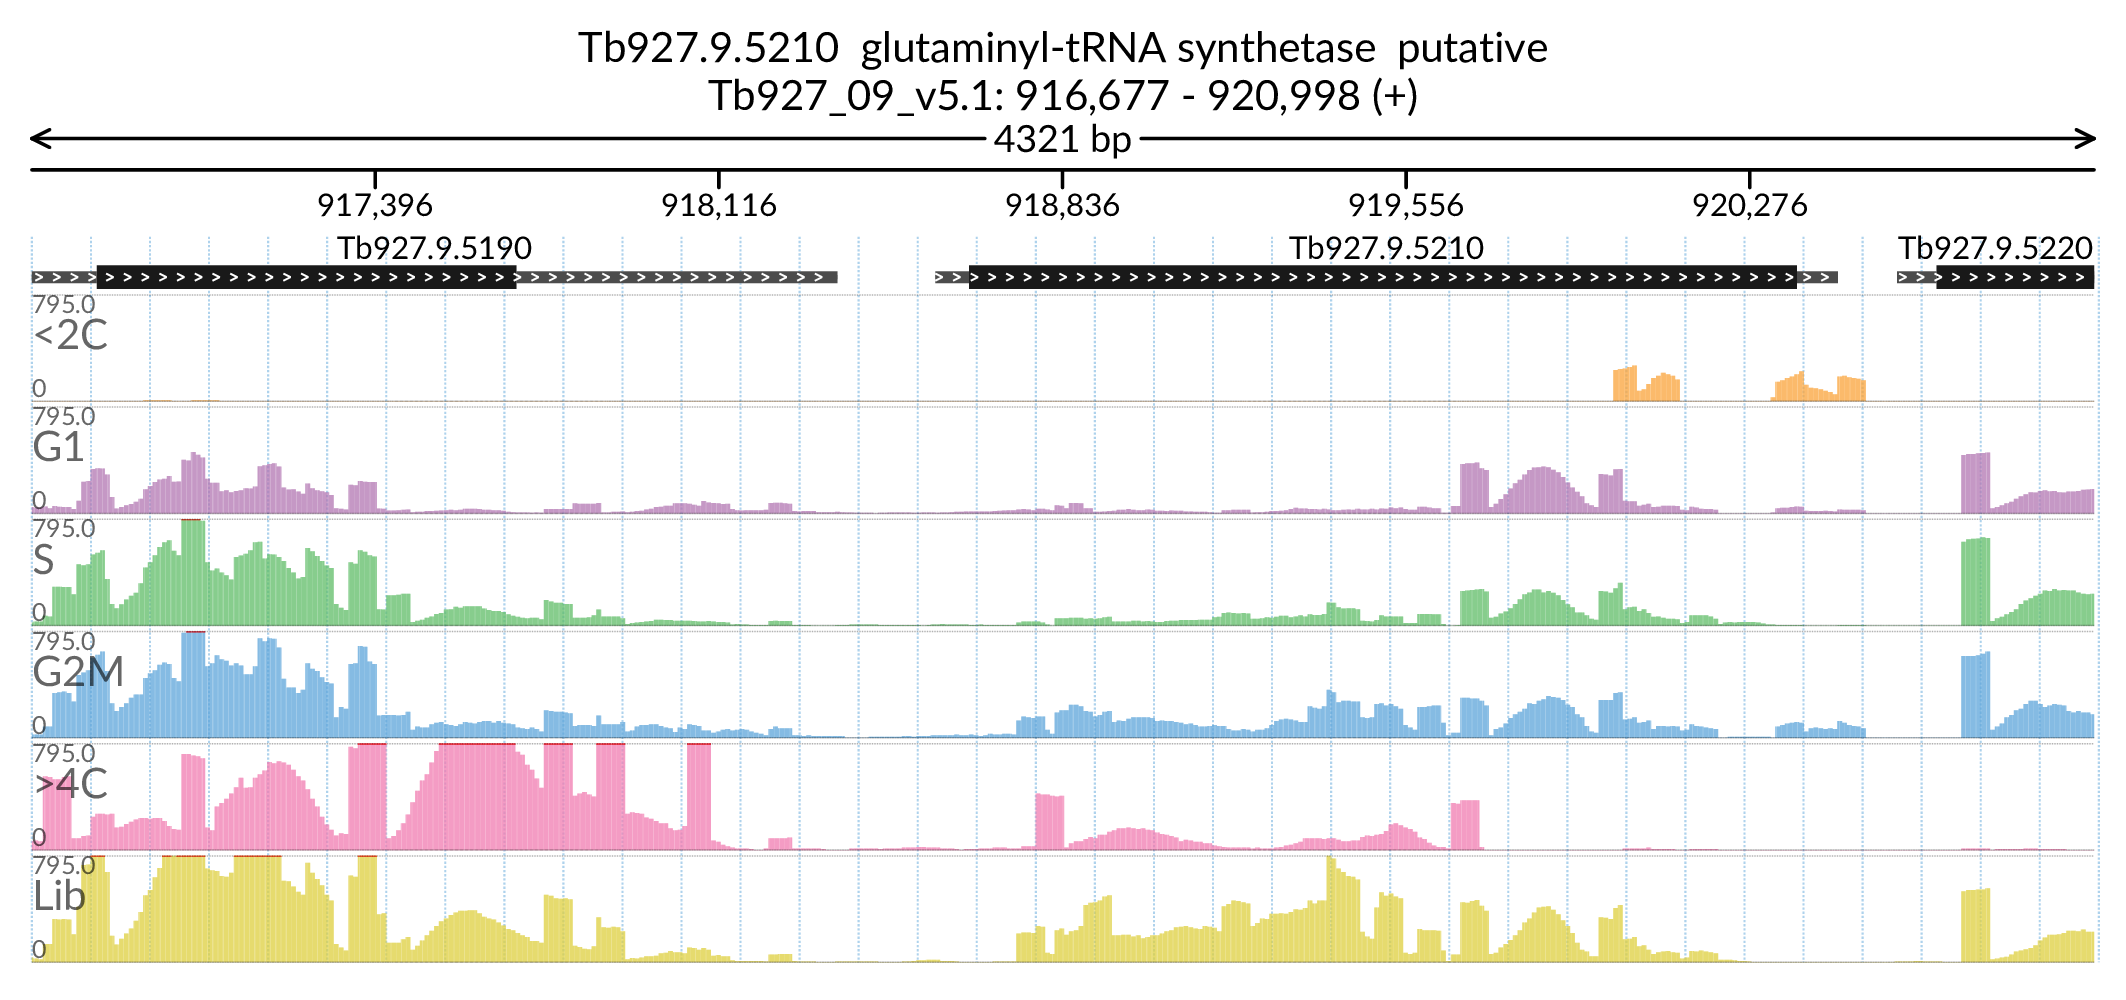 Tb927.9.5210  glutaminyl-tRNA synthetase  putative
Tb927_09_v5.1: 916,677 - 920,998 (+)
4321 bp
917,396 918,116 918,836 919,556 920,276
Tb927.9.5190 Tb927.9.5210 Tb927.9.5220
795.0
<2C
0
795.0
G1
0
795.0
S
0
795.0
G2M
0
795.0
>4C
0
795.0
Lib
0